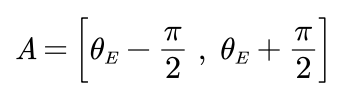 A = [θ_E − π/2 , θ_E + π/2]